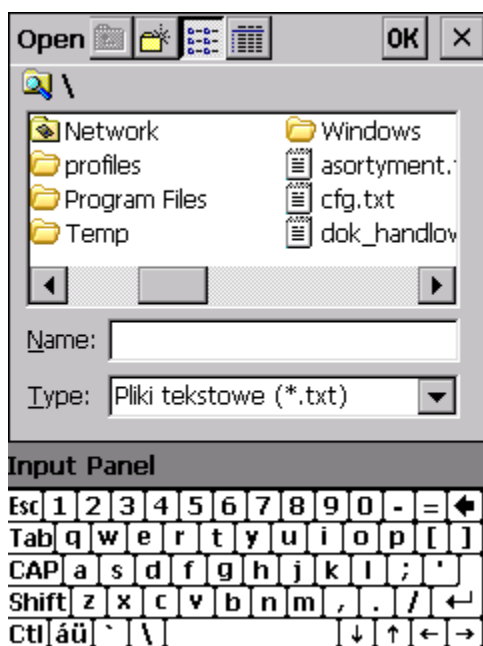 Open OK ×
\
Network Windows
profiles asortyment.
Program Files cfg.txt
Temp dok_handlow
Name:
Type: Pliki tekstowe (*.txt)
Input Panel
Esc 1 2 3 4 5 6 7 8 9 0 - =
Tab q w e r t y u i o p [ ]
CAP a s d f g h j k l ; '
Shift z x c v b n m , . /
Ctl áü ` \ ↓ ↑ ← →